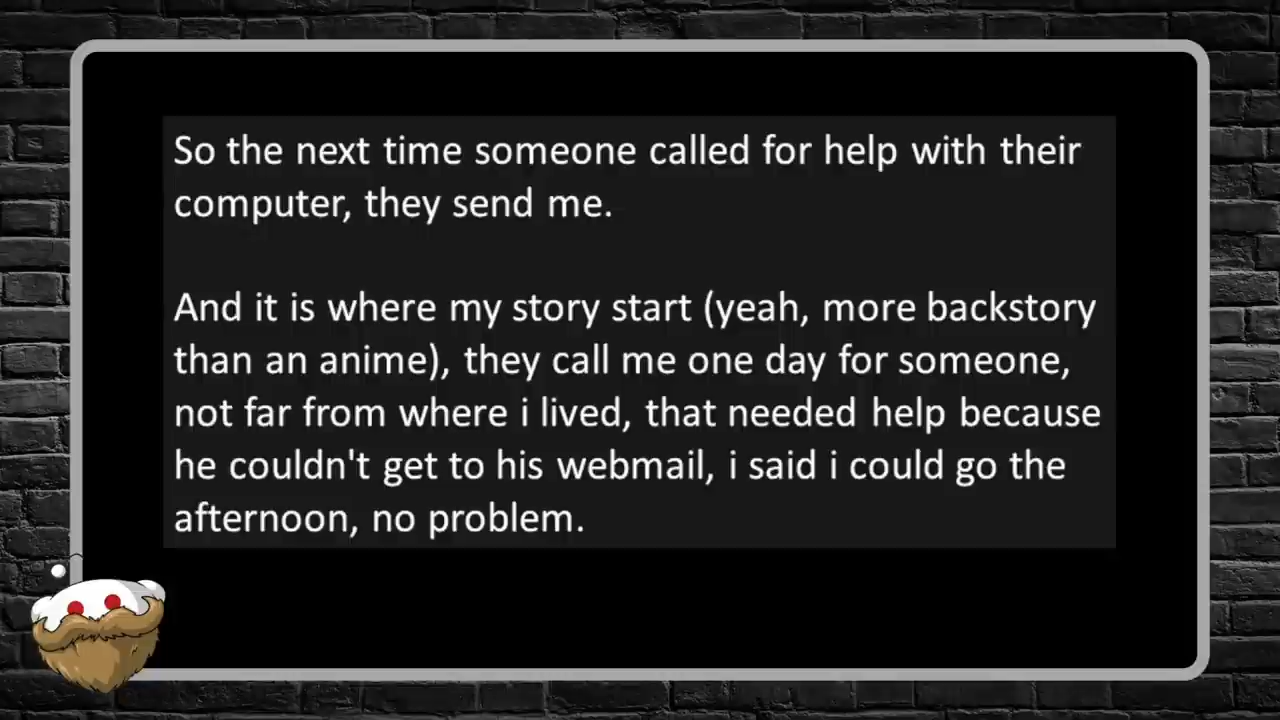 So the next time someone called for help with their
computer, they send me.
And it is where my story start (yeah, more backstory
than an anime), they call me one day for someone,
not far from where i lived, that needed help because
he couldn't get to his webmail, i said i could go the
afternoon, no problem.